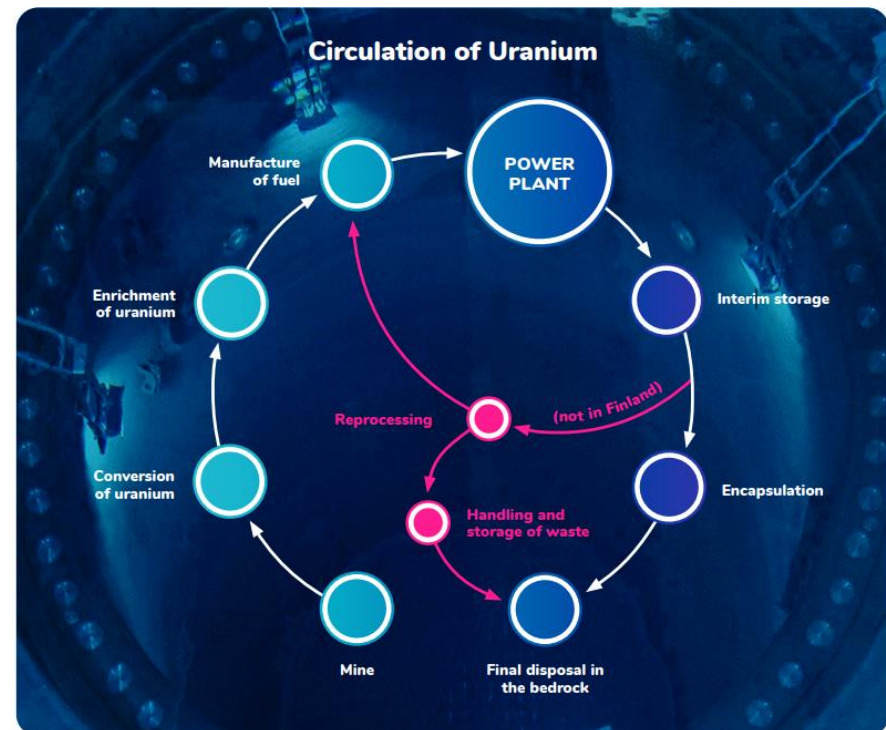 Circulation of Uranium
Manufacture
of fuel
POWER
PLANT
Enrichment
of uranium
Interim storage
(not in Finland)
Reprocessing
Conversion
of uranium
Encapsulation
Handling and
storage of waste
Mine
Final disposal in
the bedrock